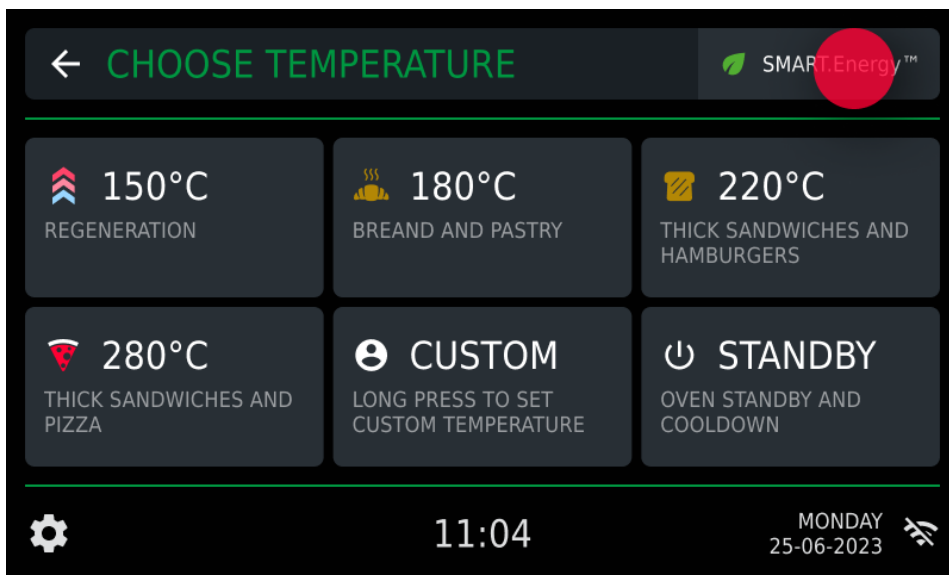 CHOOSE TEMPERATURE
SMART.Energy™
150°C
REGENERATION
180°C
BREAND AND PASTRY
220°C
THICK SANDWICHES AND
HAMBURGERS
280°C
THICK SANDWICHES AND
PIZZA
CUSTOM
LONG PRESS TO SET
CUSTOM TEMPERATURE
STANDBY
OVEN STANDBY AND
COOLDOWN
11:04
MONDAY
25-06-2023